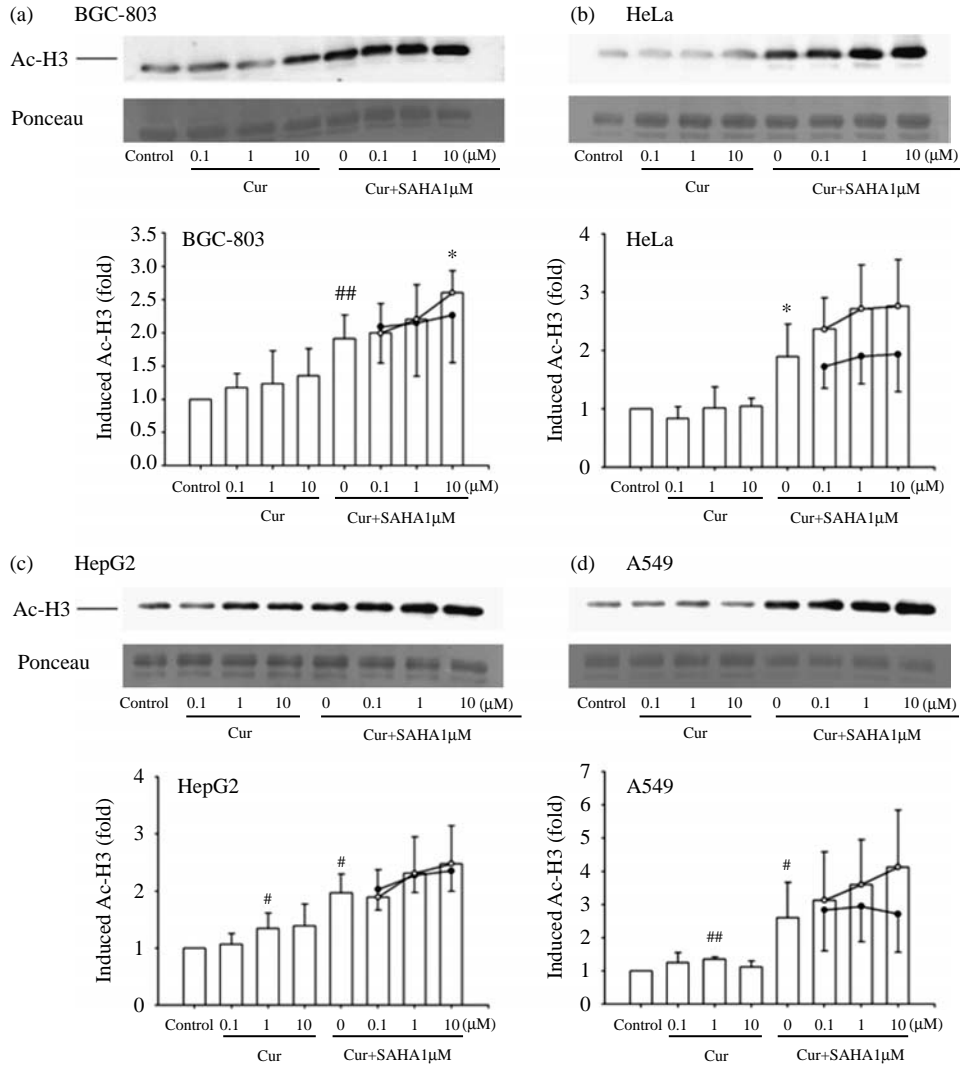 (a) BGC-803
Ac-H3
Ponceau
Control 0.1 1 10 0 0.1 1 10 (μM)
Cur Cur+SAHA1μM
(b) HeLa
Control 0.1 1 10 0 0.1 1 10 (μM)
Cur Cur+SAHA1μM
BGC-803
Induced Ac-H3 (fold)
3.5
3.0
2.5
2.0
1.5
1.0
0.5
0.0
##
*
Control 0.1 1 10 0 0.1 1 10 (μM)
Cur Cur+SAHA1μM
HeLa
Induced Ac-H3 (fold)
4
3
2
1
0
*
Control 0.1 1 10 0 0.1 1 10 (μM)
Cur Cur+SAHA1μM
(c) HepG2
Ac-H3
Ponceau
Control 0.1 1 10 0 0.1 1 10 (μM)
Cur Cur+SAHA1μM
(d) A549
Control 0.1 1 10 0 0.1 1 10 (μM)
Cur Cur+SAHA1μM
HepG2
Induced Ac-H3 (fold)
4
3
2
1
0
#
#
Control 0.1 1 10 0 0.1 1 10 (μM)
Cur Cur+SAHA1μM
A549
Induced Ac-H3 (fold)
7
6
5
4
3
2
1
0
##
#
Control 0.1 1 10 0 0.1 1 10 (μM)
Cur Cur+SAHA1μM